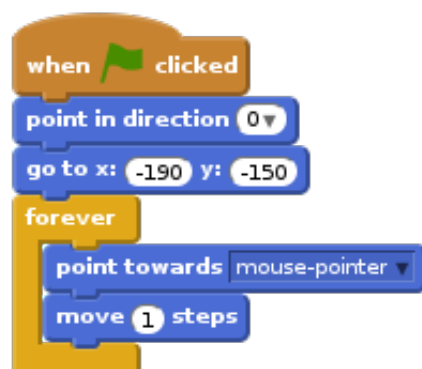 when clicked
point in direction 0
go to x: -190 y: -150
forever
point towards mouse-pointer
move 1 steps